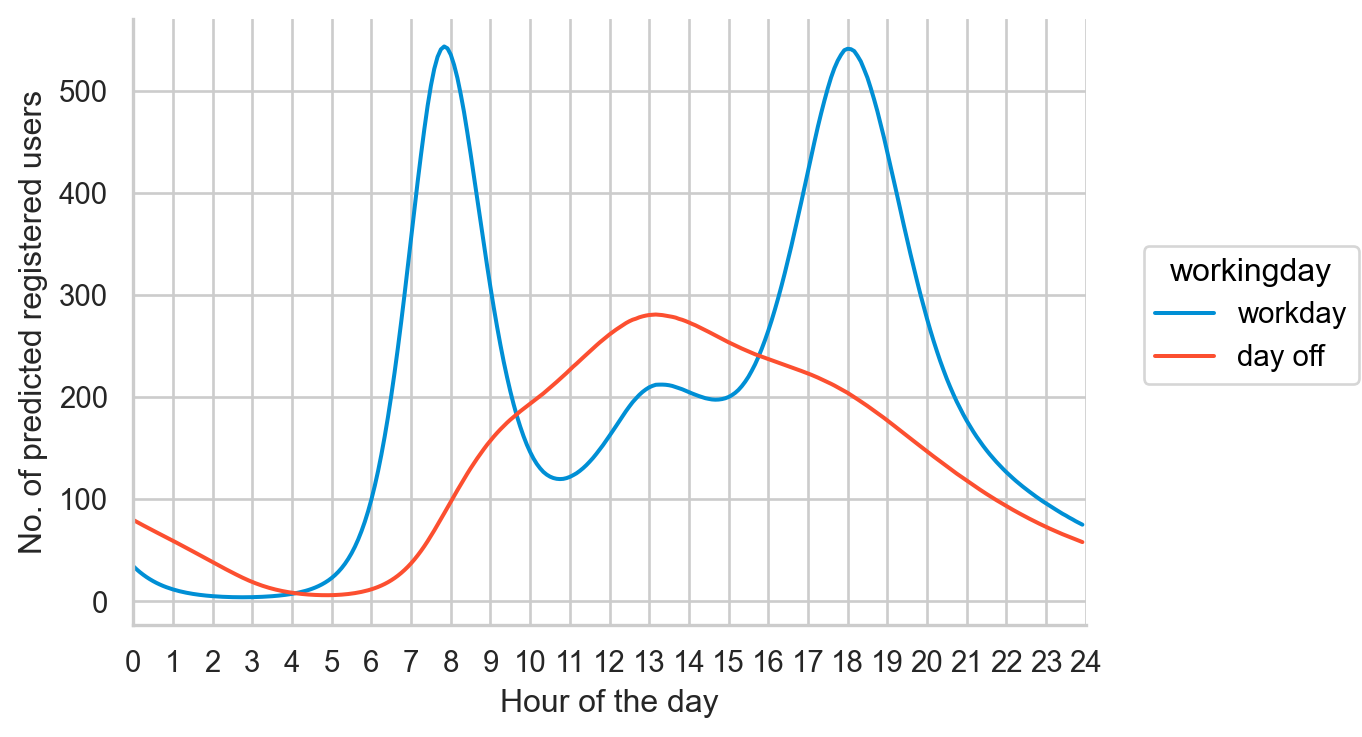 No. of predicted registered users
500
400
300
200
100
0
0 1 2 3 4 5 6 7 8 9 10 11 12 13 14 15 16 17 18 19 20 21 22 23 24
Hour of the day
workingday
workday
day off